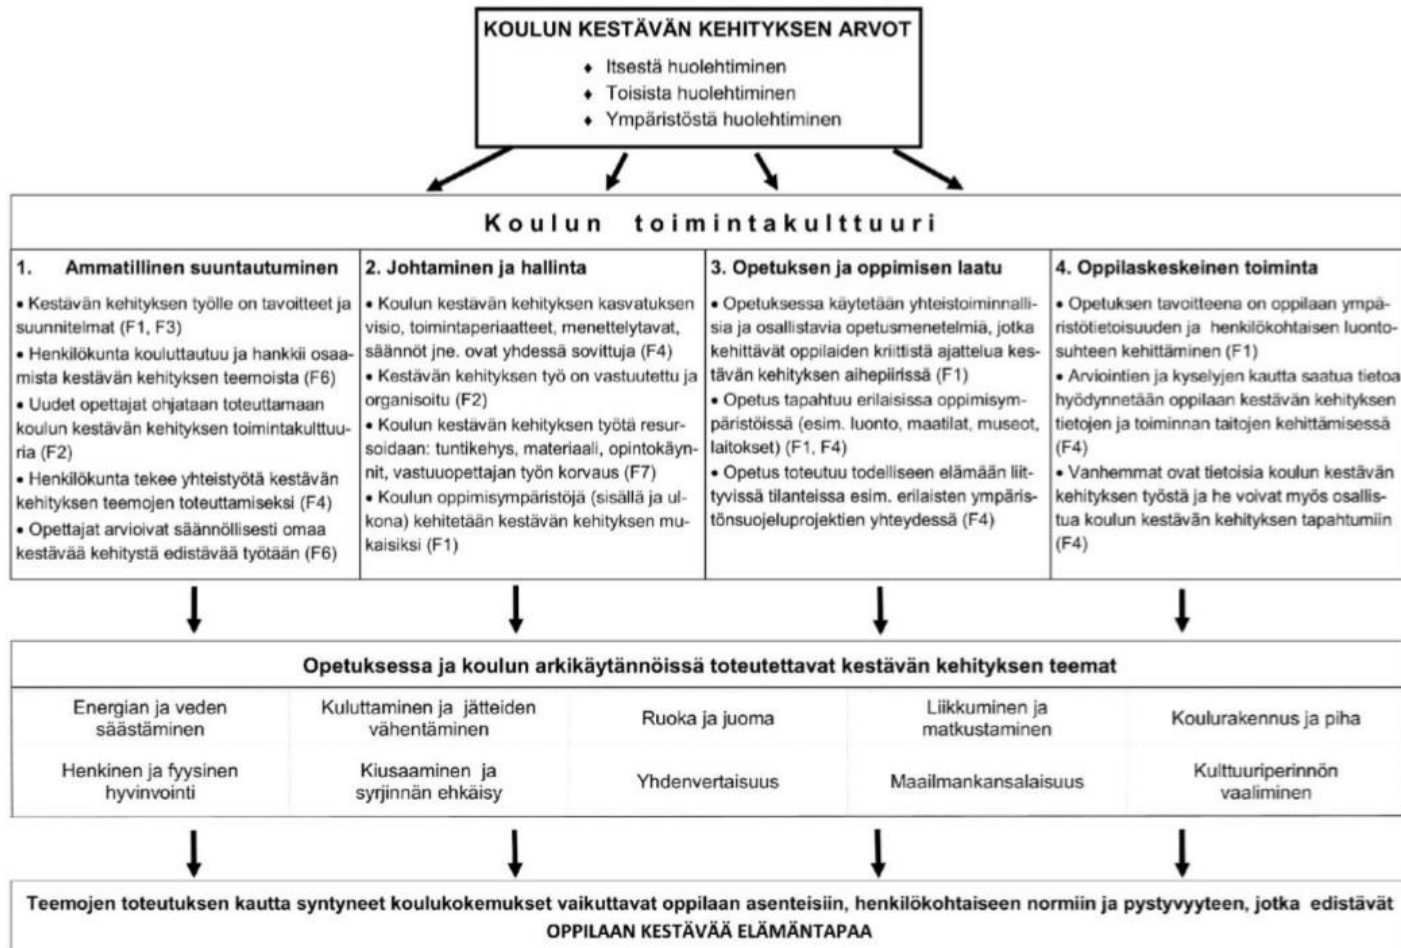 KOULUN KESTÄVÄN KEHITYKSEN ARVOT
♦ Itsestä huolehtiminen
♦ Toisista huolehtiminen
♦ Ympäristöstä huolehtiminen
Koulun toimintakulttuuri
1. Ammatillinen suuntautuminen
• Kestävän kehityksen työlle on tavoitteet ja
suunnitelmat (F1, F3)
• Henkilökunta kouluttautuu ja hankkii osaa-
mista kestävän kehityksen teemoista (F6)
• Uudet opettajat ohjataan toteuttamaan
koulun kestävän kehityksen toimintakulttuu-
ria (F2)
• Henkilökunta tekee yhteistyötä kestävän
kehityksen teemojen toteuttamiseksi (F4)
• Opettajat arvioivat säännöllisesti omaa
kestävää kehitystä edistävää työtään (F6)
2. Johtaminen ja hallinta
• Koulun kestävän kehityksen kasvatuksen
visio, toimintaperiaatteet, menettelytavat,
säännöt jne. ovat yhdessä sovittuja (F4)
• Kestävän kehityksen työ on vastuutettu ja
organisoitu (F2)
• Koulun kestävän kehityksen työtä resur-
soidaan: tuntikehys, materiaali, opintokäyn-
nit, vastuuopettajan työn korvaus (F7)
• Koulun oppimisympäristöjä (sisällä ja ul-
kona) kehitetään kestävän kehityksen mu-
kaisiksi (F1)
3. Opetuksen ja oppimisen laatu
• Opetuksessa käytetään yhteistoiminnalli-
sia ja osallistavia opetusmenetelmiä, jotka
kehittävät oppilaiden kriittistä ajattelua kes-
tävän kehityksen aihepiirissä (F1)
• Opetus tapahtuu erilaisissa oppimisym-
päristöissä (esim. luonto, maatilat, museot,
laitokset) (F1, F4)
• Opetus toteutuu todelliseen elämään liit-
tyvissä tilanteissa esim. erilaisten ympäris-
tönsuojeluprojektien yhteydessä (F4)
4. Oppilaskeskeinen toiminta
• Opetuksen tavoitteena on oppilaan ympä-
ristötietoisuuden ja henkilökohtaisen luonto-
suhteen kehittäminen (F1)
• Arviointien ja kyselyjen kautta saatua tietoa
hyödynnetään oppilaan kestävän kehityksen
tietojen ja toiminnan taitojen kehittämisessä
(F4)
• Vanhemmat ovat tietoisia koulun kestävän
kehityksen työstä ja he voivat myös osallis-
tua koulun kestävän kehityksen tapahtumiin
(F4)
Opetuksessa ja koulun arkikäytännöissä toteutettavat kestävän kehityksen teemat
Energian ja veden
säästäminen
Kuluttaminen ja jätteiden
vähentäminen
Ruoka ja juoma
Liikkuminen ja
matkustaminen
Koulurakennus ja piha
Henkinen ja fyysinen
hyvinvointi
Kiusaaminen ja
syrjinnän ehkäisy
Yhdenvertaisuus
Maailmankansalaisuus
Kulttuuriperinnön
vaaliminen
Teemojen toteutuksen kautta syntyneet koulukokemukset vaikuttavat oppilaan asenteisiin, henkilökohtaiseen normiin ja pystyvyyteen, jotka edistävät
OPPILAAN KESTÄVÄÄ ELÄMÄNTAPAA